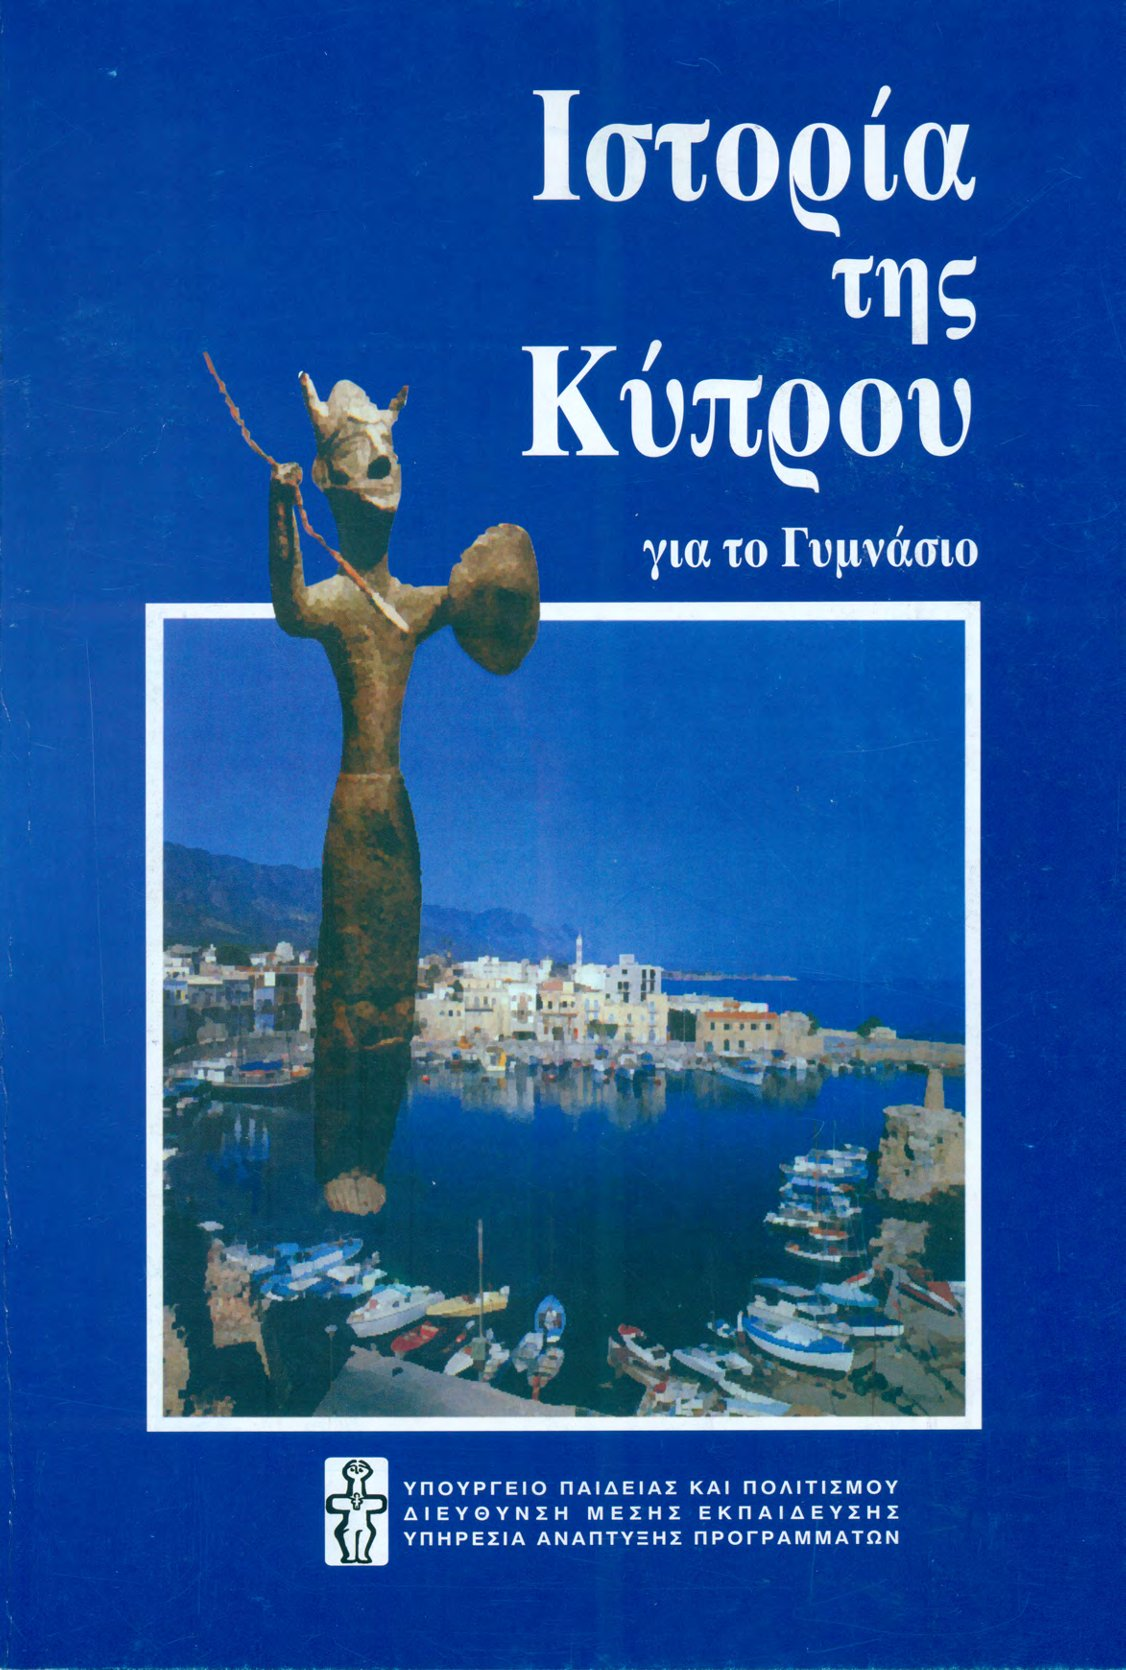 Ιστορία
της
Κύπρου
για το Γυμνάσιο
ΥΠΟΥΡΓΕΙΟ ΠΑΙΔΕΙΑΣ ΚΑΙ ΠΟΛΙΤΙΣΜΟΥ
ΔΙΕΥΘΥΝΣΗ ΜΕΣΗΣ ΕΚΠΑΙΔΕΥΣΗΣ
ΥΠΗΡΕΣΙΑ ΑΝΑΠΤΥΞΗΣ ΠΡΟΓΡΑΜΜΑΤΩΝ